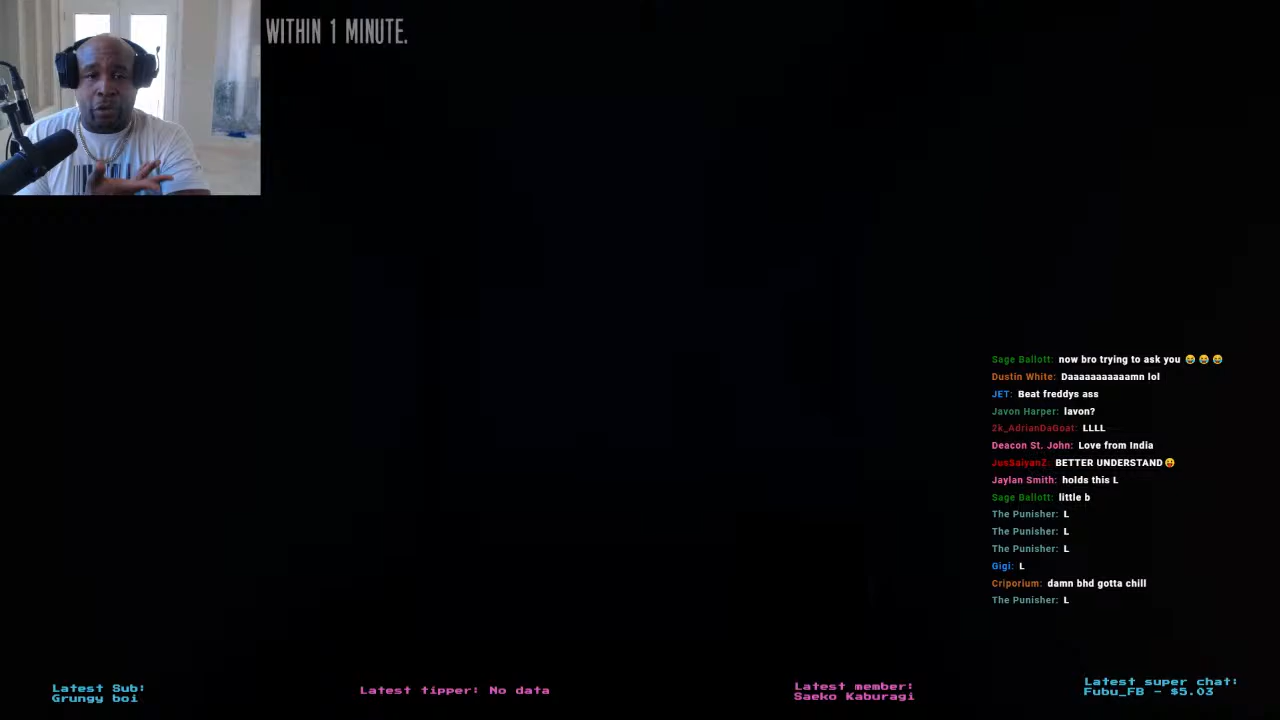 WITHIN 1 MINUTE.
Sage Ballott: now bro trying to ask you 😂 😂 😂
Dustin White: Daaaaaaaaaamn lol
JET: Beat freddys ass
Javon Harper: lavon?
2k_AdrianDaGoat: LLLL
Deacon St. John: Love from India
JusSaiyanZ: BETTER UNDERSTAND😛
Jaylan Smith: holds this L
Sage Ballott: little b
The Punisher: L
The Punisher: L
The Punisher: L
Gigi: L
Criporium: damn bhd gotta chill
The Punisher: L
Latest Sub:
Grungy boi
Latest tipper: No data
Latest member:
Saeko Kaburagi
Latest super chat:
Fubu_FB - $5.03